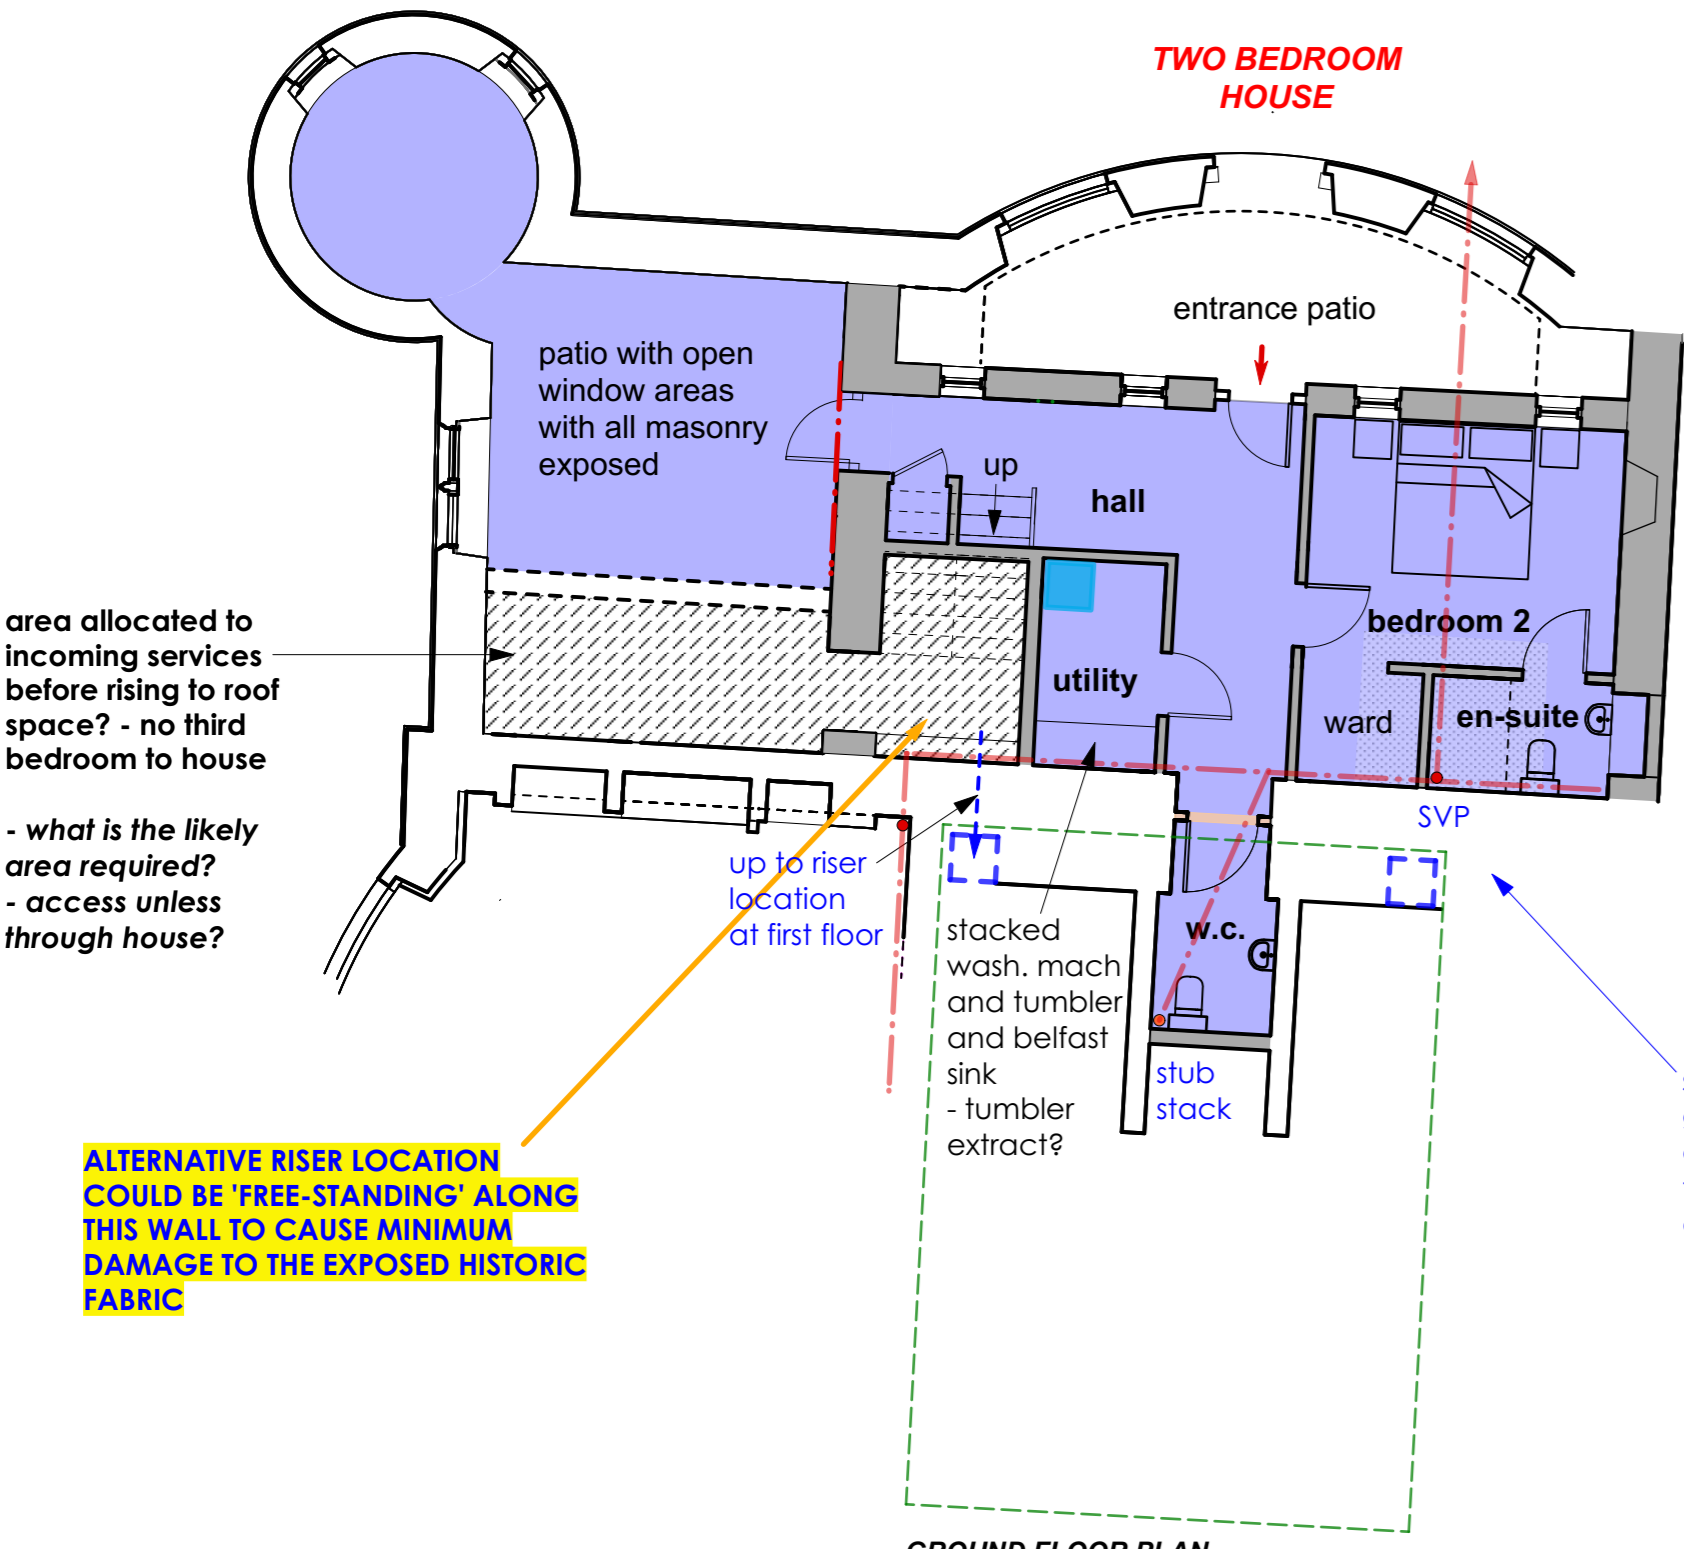 TWO BEDROOM
HOUSE
entrance patio
patio with open
window areas
with all masonry
exposed
up
hall
bedroom 2
utility
ward
en-suite
area allocated to
incoming services
before rising to roof
space? - no third
bedroom to house
- what is the likely
area required?
- access unless
through house?
SVP
up to riser
location
at first floor
w.c.
stacked
wash. mach
and tumbler
and belfast
sink
- tumbler
extract?
stub
stack
ALTERNATIVE RISER LOCATION
COULD BE 'FREE-STANDING' ALONG
THIS WALL TO CAUSE MINIMUM
DAMAGE TO THE EXPOSED HISTORIC
FABRIC
GROUND FLOOR PLAN